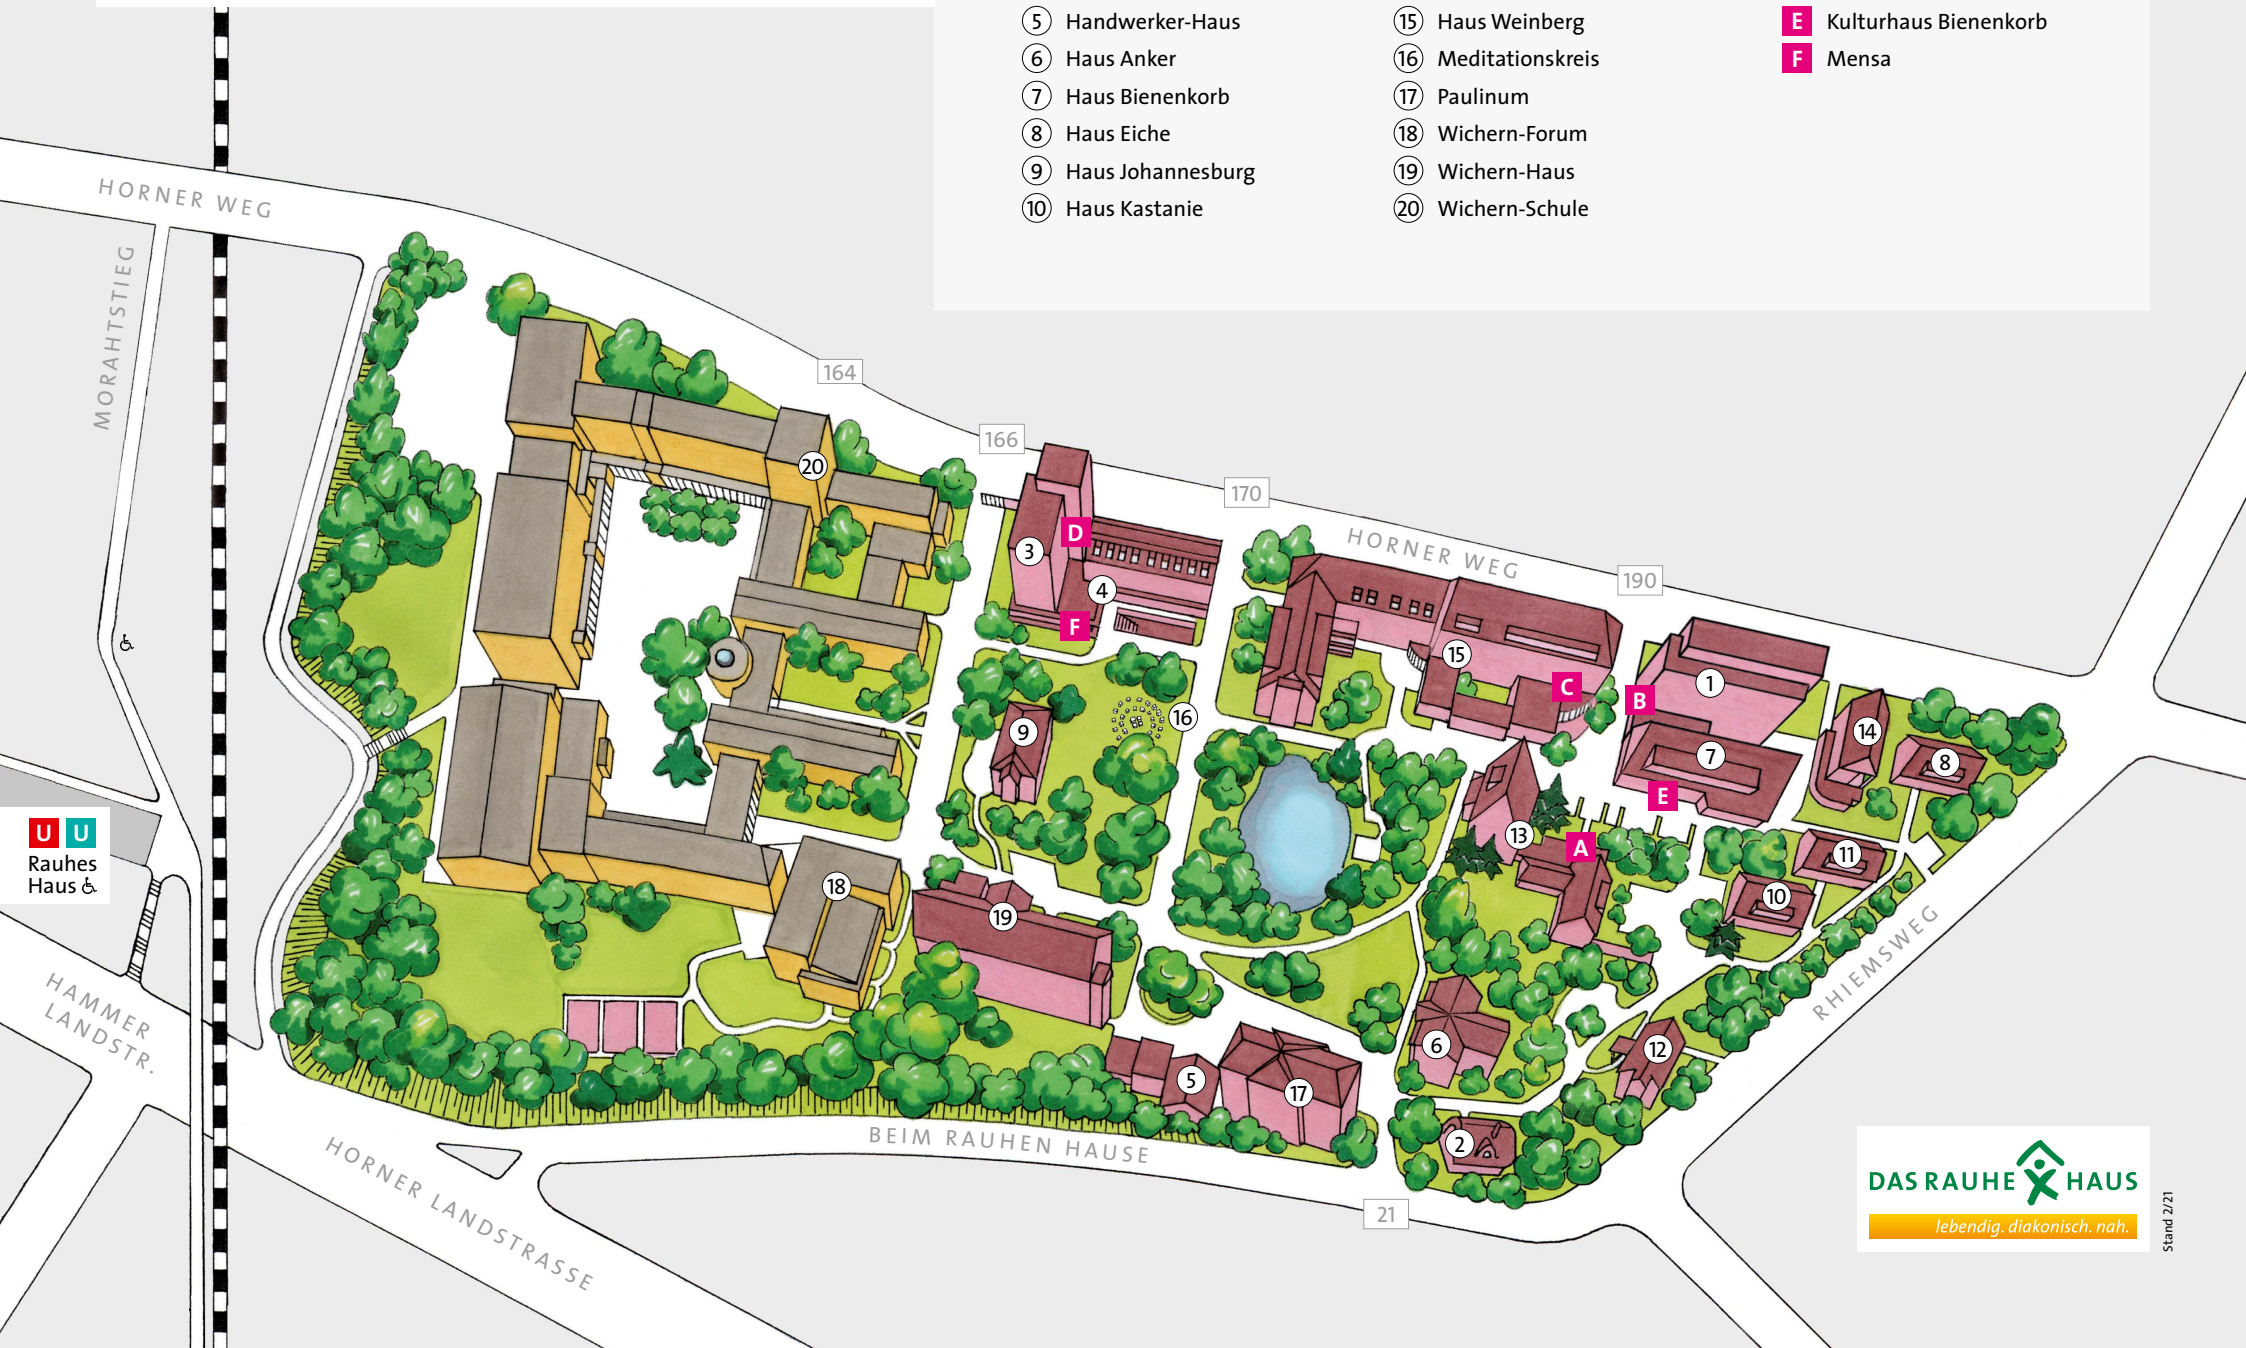 5 Handwerker-Haus
6 Haus Anker
7 Haus Bienenkorb
8 Haus Eiche
9 Haus Johannesburg
10 Haus Kastanie
15 Haus Weinberg
16 Meditationskreis
17 Paulinum
18 Wichern-Forum
19 Wichern-Haus
20 Wichern-Schule
E Kulturhaus Bienenkorb
F Mensa
HORNER WEG
MORAHTSTIEG
164
166
170
HORNER WEG
190
20
D
3
4
F
15
C
B
1
16
9
14
7
8
E
13
A
11
10
18
19
6
12
5
17
2
U U
Rauhes
Haus
HAMMER
LANDSTR.
HORNER LANDSTRASSE
BEIM RAUHEN HAUSE
21
RHIEMSWEG
DAS RAUHE HAUS
lebendig. diakonisch. nah.
Stand 2/21